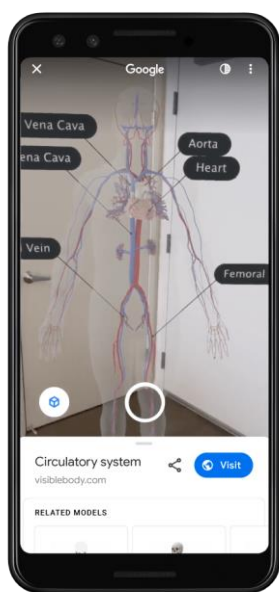 Google
Vena Cava
Aorta
ena Cava
Heart
Vein
Femoral
Circulatory system
visiblebody.com
Visit
RELATED MODELS